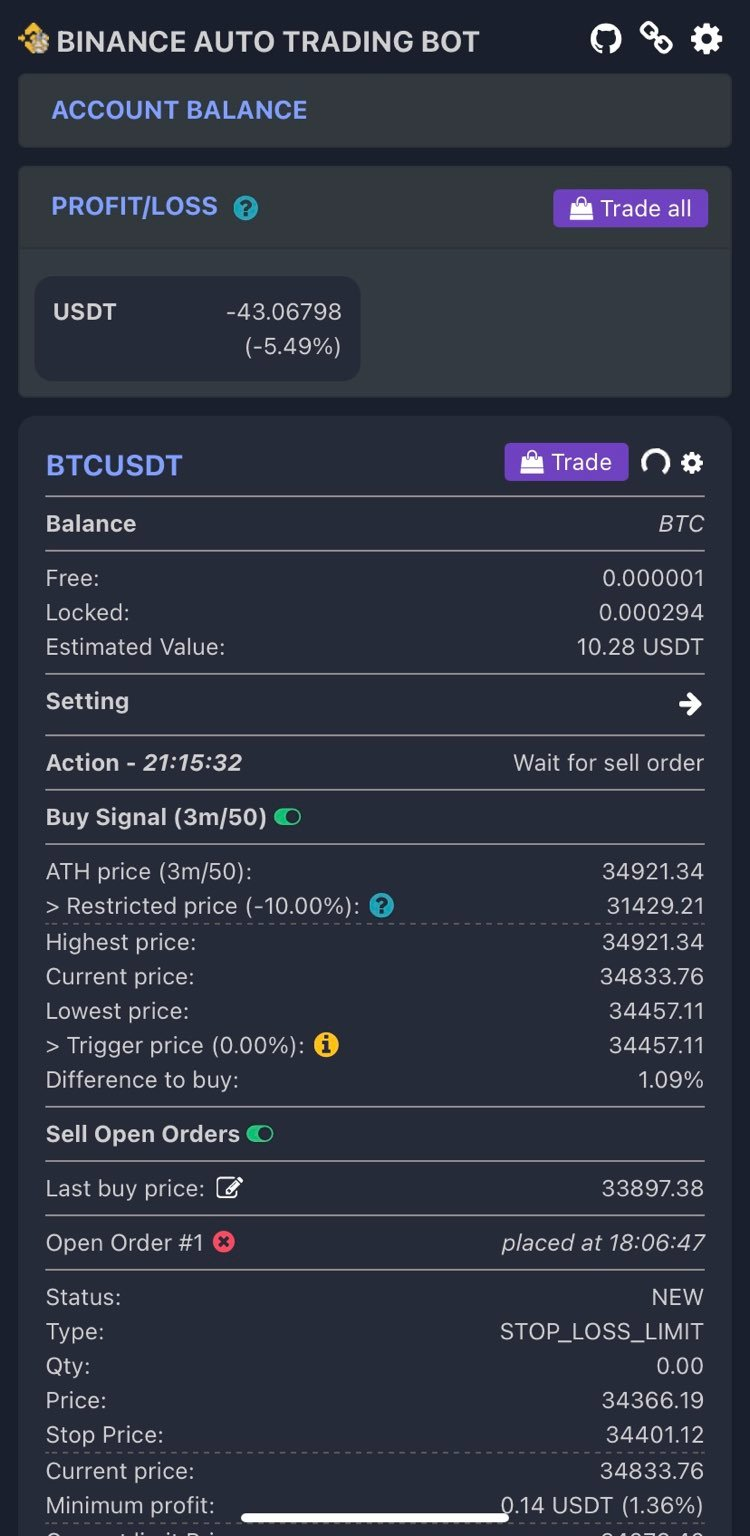 BINANCE AUTO TRADING BOT
ACCOUNT BALANCE
PROFIT/LOSS ? Trade all
USDT -43.06798
(-5.49%)
BTCUSDT Trade
Balance BTC
Free: 0.000001
Locked: 0.000294
Estimated Value: 10.28 USDT
Setting
Action - 21:15:32 Wait for sell order
Buy Signal (3m/50)
ATH price (3m/50): 34921.34
> Restricted price (-10.00%): ? 31429.21
Highest price: 34921.34
Current price: 34833.76
Lowest price: 34457.11
> Trigger price (0.00%): i 34457.11
Difference to buy: 1.09%
Sell Open Orders
Last buy price: 33897.38
Open Order #1 placed at 18:06:47
Status: NEW
Type: STOP_LOSS_LIMIT
Qty: 0.00
Price: 34366.19
Stop Price: 34401.12
Current price: 34833.76
Minimum profit: 0.14 USDT (1.36%)